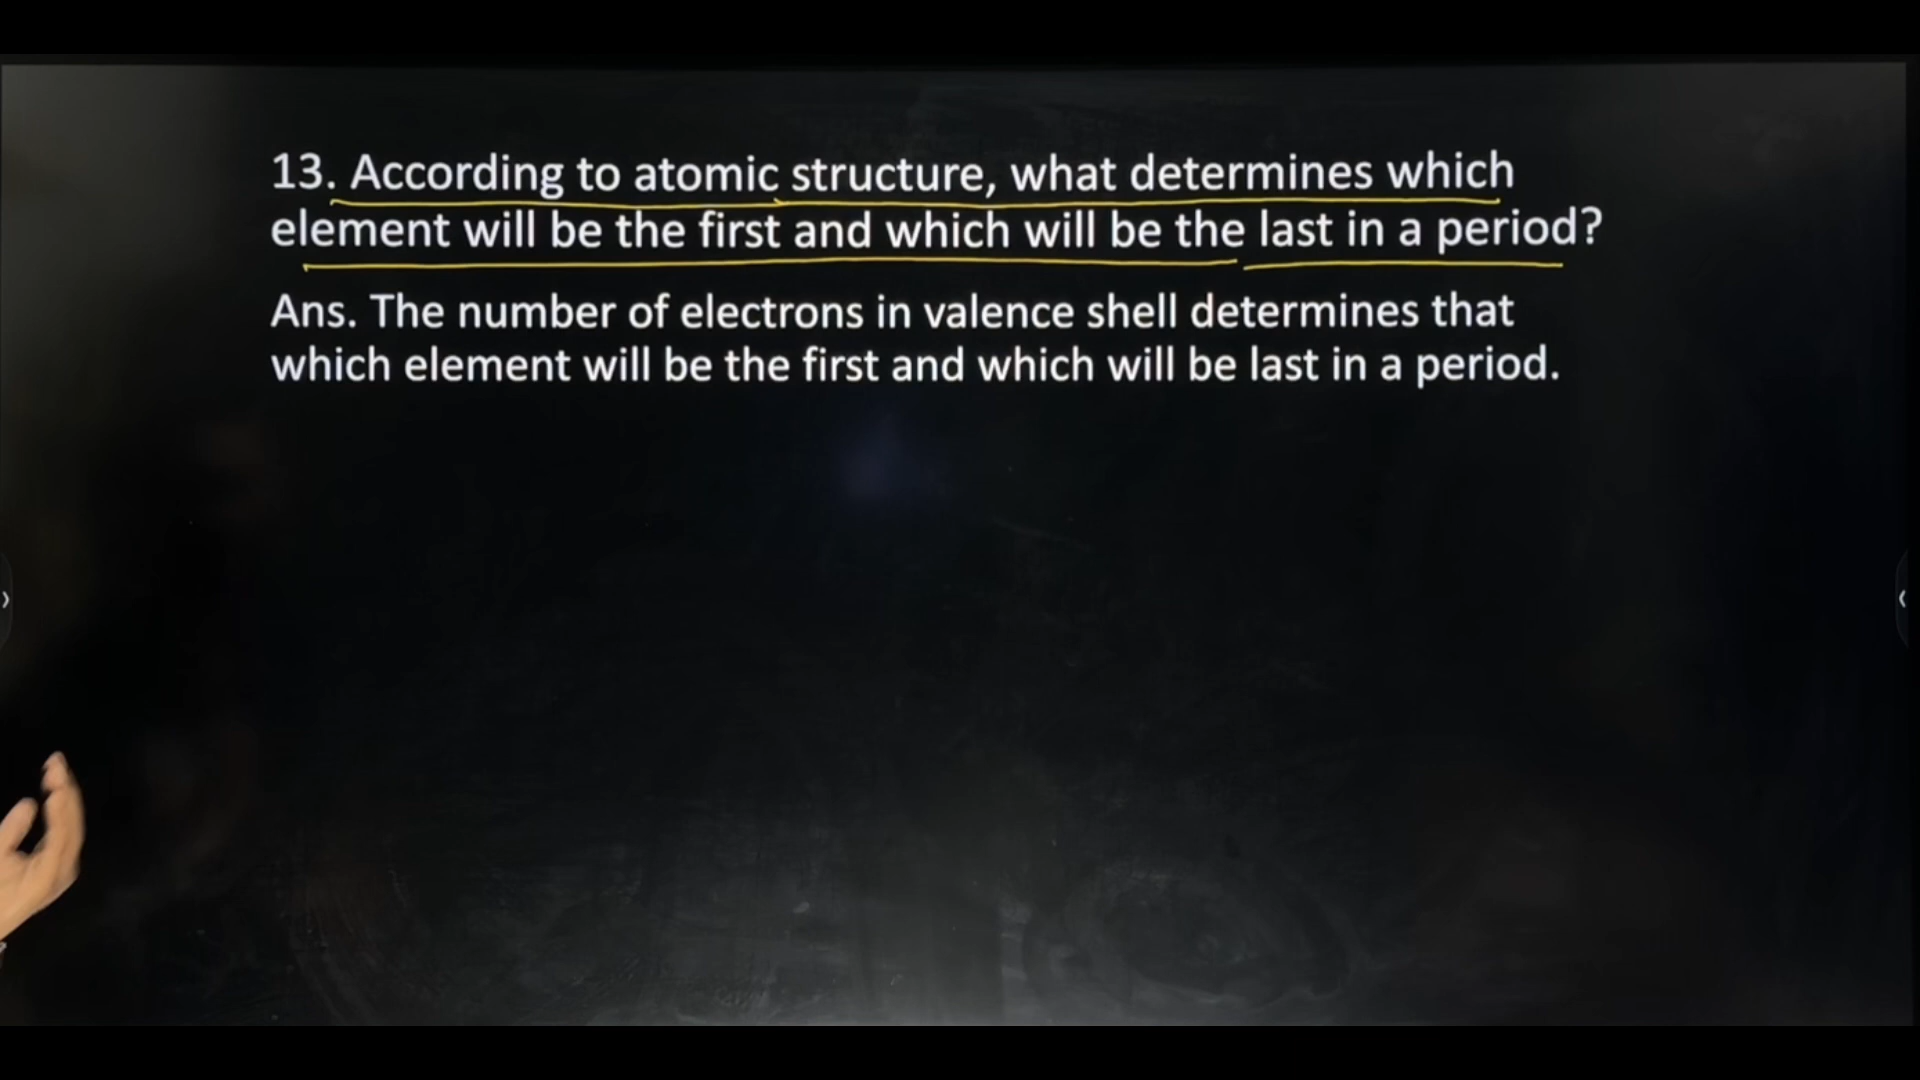 13. According to atomic structure, what determines which
element will be the first and which will be the last in a period?
Ans. The number of electrons in valence shell determines that
which element will be the first and which will be last in a period.